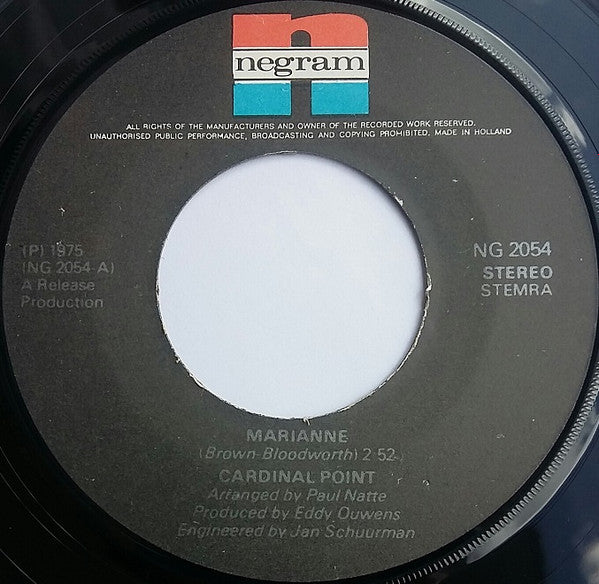 negram
ALL RIGHTS OF THE MANUFACTURERS AND OWNER OF THE RECORDED WORK RESERVED.
UNAUTHORISED PUBLIC PERFORMANCE, BROADCASTING AND COPYING PROHIBITED. MADE IN HOLLAND
(P) 1975
(NG 2054-A)
A Release
Production
NG 2054
STEREO
STEMRA
MARIANNE
(Brown-Bloodworth) 2:52
CARDINAL POINT
Arranged by Paul Natte
Produced by Eddy Ouwens
Engineered by Jan Schuurman